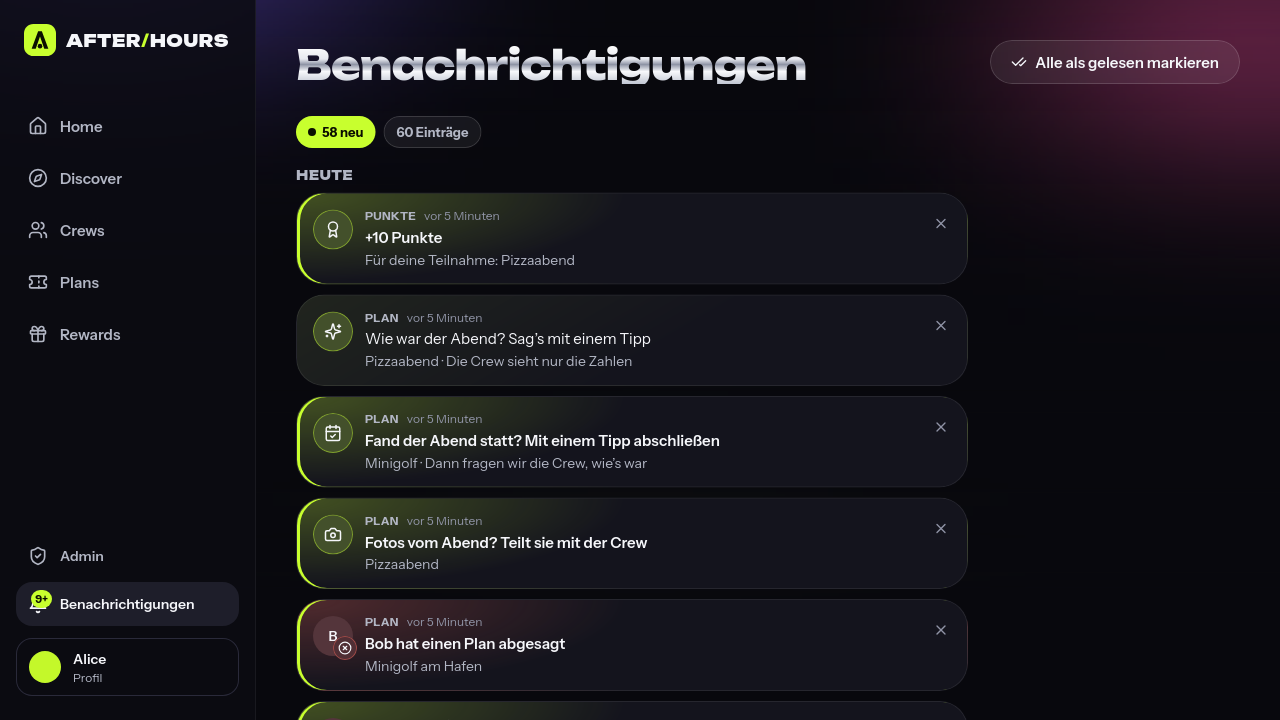 AFTER/HOURS
Home
Discover
Crews
Plans
Rewards
Admin
9+
Benachrichtigungen
Alice
Profil
Benachrichtigungen
Alle als gelesen markieren
58 neu
60 Einträge
HEUTE
PUNKTE vor 5 Minuten
+10 Punkte
Für deine Teilnahme: Pizzaabend
PLAN vor 5 Minuten
Wie war der Abend? Sag's mit einem Tipp
Pizzaabend · Die Crew sieht nur die Zahlen
PLAN vor 5 Minuten
Fand der Abend statt? Mit einem Tipp abschließen
Minigolf · Dann fragen wir die Crew, wie's war
PLAN vor 5 Minuten
Fotos vom Abend? Teilt sie mit der Crew
Pizzaabend
B
PLAN vor 5 Minuten
Bob hat einen Plan abgesagt
Minigolf am Hafen